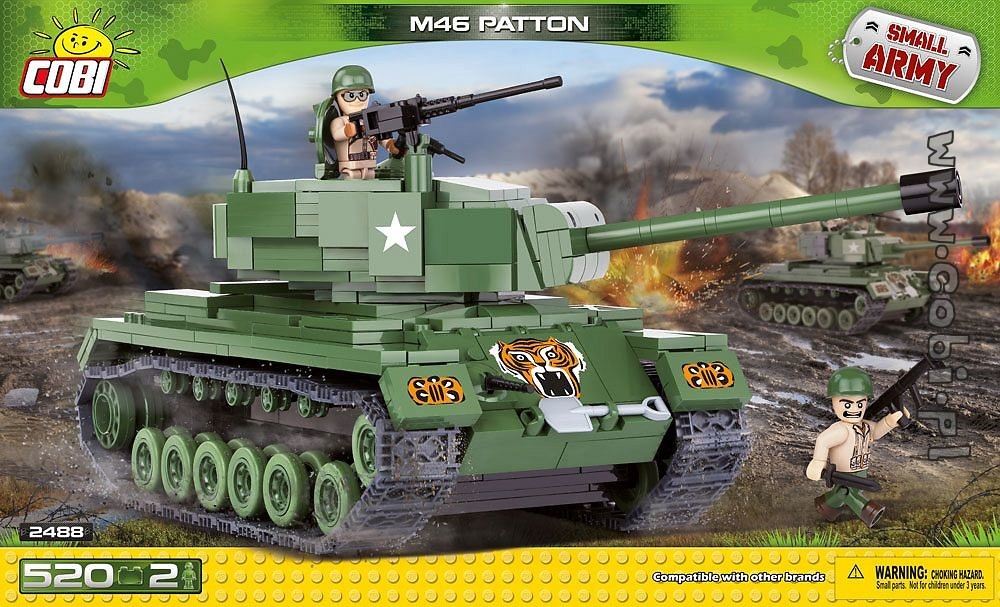 M46 PATTON
COBI
SMALL
ARMY
www.cobi.pl
2488
520 2
Compatible with other brands
WARNING: CHOKING HAZARD.
Small parts. Not for children under 3 years.